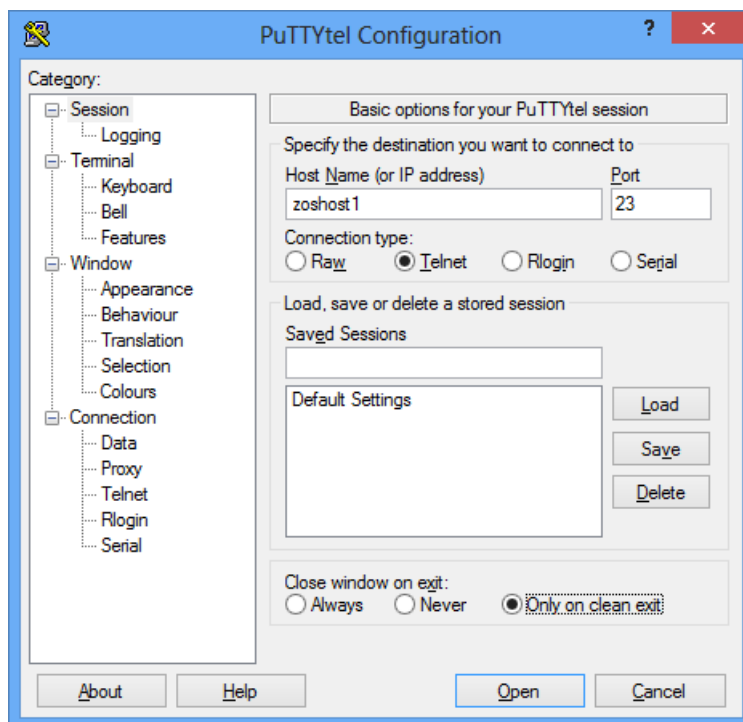 PuTTYtel Configuration ? ×
Category:
Session
Logging
Terminal
Keyboard
Bell
Features
Window
Appearance
Behaviour
Translation
Selection
Colours
Connection
Data
Proxy
Telnet
Rlogin
Serial
Basic options for your PuTTYtel session
Specify the destination you want to connect to
Host Name (or IP address) Port
zoshost1 23
Connection type:
Raw Telnet Rlogin Serial
Load, save or delete a stored session
Saved Sessions
Default Settings
Load
Save
Delete
Close window on exit:
Always Never Only on clean exit
About Help Open Cancel